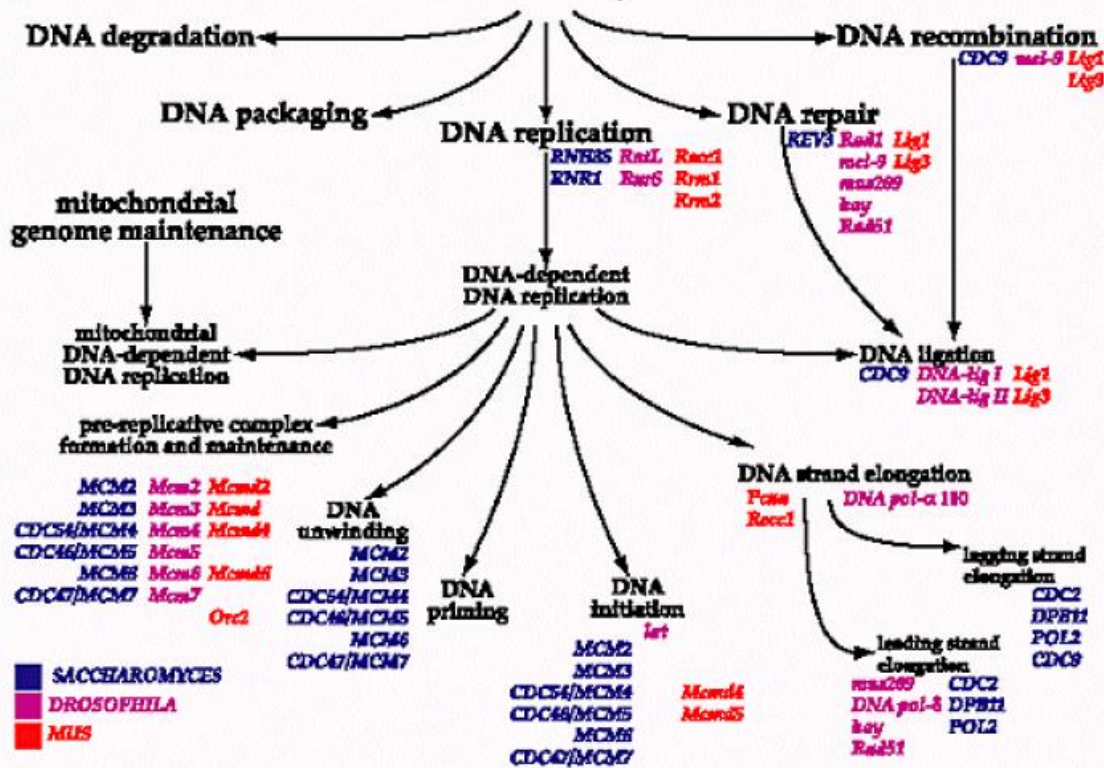 DNA degradation
DNA recombination
CDC9 mei-9 Lig1
Lig3
DNA packaging
DNA repair
REV3 Rad1 Lig1
mei-9 Lig3
mus209
hay
Rad51
DNA replication
RNH35 RnrL Recc1
RNR1 RnrS Rrm1
Rrm2
mitochondrial
genome maintenance
DNA-dependent
DNA replication
mitochondrial
DNA-dependent
DNA replication
DNA ligation
CDC9 DNA-lig I Lig1
DNA-lig II Lig3
pre-replicative complex
formation and maintenance
MCM2 Mcm2 Mcmd2
MCM3 Mcm3 Mcmd
CDC54/MCM4 Mcm4 Mcmd4
CDC46/MCM5 Mcm5
MCM6 Mcm6 Mcmd6
CDC47/MCM7 Mcm7
Orc2
DNA
unwinding
MCM2
MCM3
CDC54/MCM4
CDC46/MCM5
MCM6
CDC47/MCM7
DNA
priming
DNA
initiation
lat
MCM2
MCM3
CDC54/MCM4 Mcmd4
CDC46/MCM5 Mcmd5
MCM6
CDC47/MCM7
DNA strand elongation
Pcna DNA pol-α 180
Recc1
lagging strand
elongation
CDC2
DPB11
POL2
CDC9
leading strand
elongation
mus209 CDC2
DNA pol-δ DPB11
hay POL2
Rad51
SACCHAROMYCES
DROSOPHILA
MUS